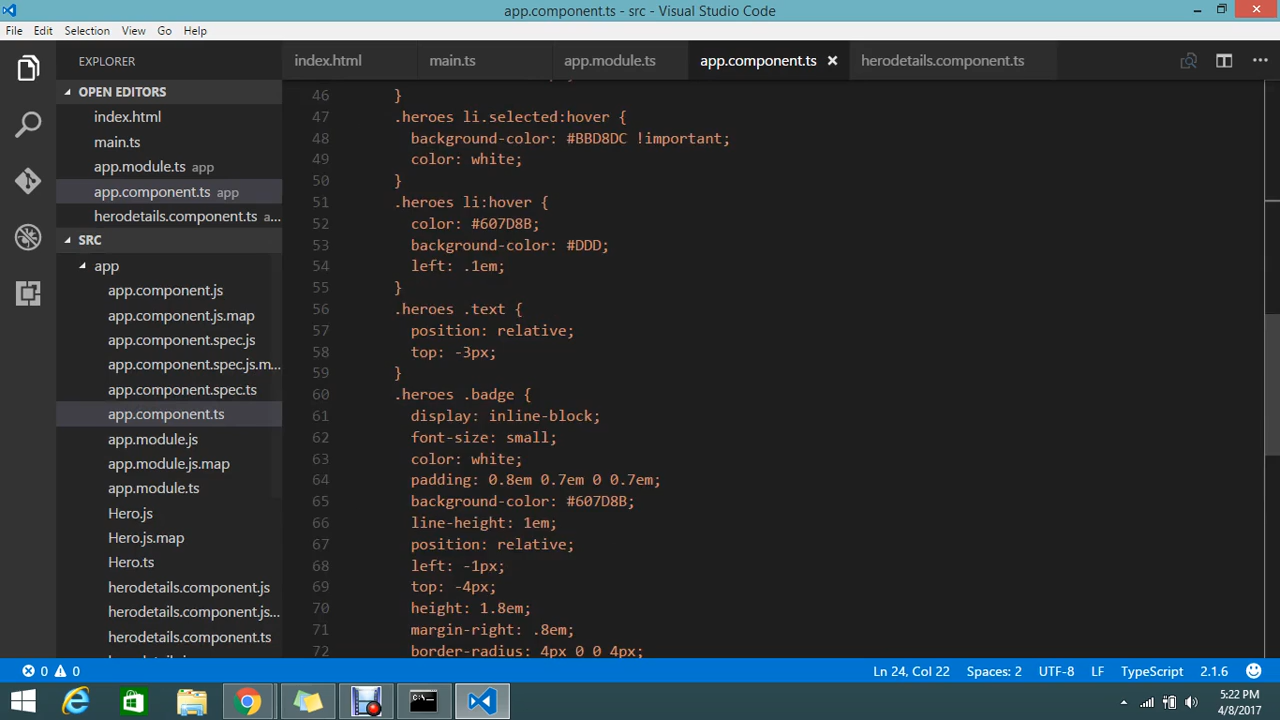 app.component.ts - src - Visual Studio Code
File Edit Selection View Go Help
EXPLORER
index.html main.ts app.module.ts app.component.ts herodetails.component.ts
OPEN EDITORS
index.html
main.ts
app.module.ts app
app.component.ts app
herodetails.component.ts a...
SRC
app
app.component.js
app.component.js.map
app.component.spec.js
app.component.spec.js.m...
app.component.spec.ts
app.component.ts
app.module.js
app.module.js.map
app.module.ts
Hero.js
Hero.js.map
Hero.ts
herodetails.component.js
herodetails.component.js...
herodetails.component.ts
46 }
47 .heroes li.selected:hover {
48 background-color: #BBD8DC !important;
49 color: white;
50 }
51 .heroes li:hover {
52 color: #607D8B;
53 background-color: #DDD;
54 left: .1em;
55 }
56 .heroes .text {
57 position: relative;
58 top: -3px;
59 }
60 .heroes .badge {
61 display: inline-block;
62 font-size: small;
63 color: white;
64 padding: 0.8em 0.7em 0 0.7em;
65 background-color: #607D8B;
66 line-height: 1em;
67 position: relative;
68 left: -1px;
69 top: -4px;
70 height: 1.8em;
71 margin-right: .8em;
72 border-radius: 4px 0 0 4px;
0 0 Ln 24, Col 22 Spaces: 2 UTF-8 LF TypeScript 2.1.6
5:22 PM
4/8/2017